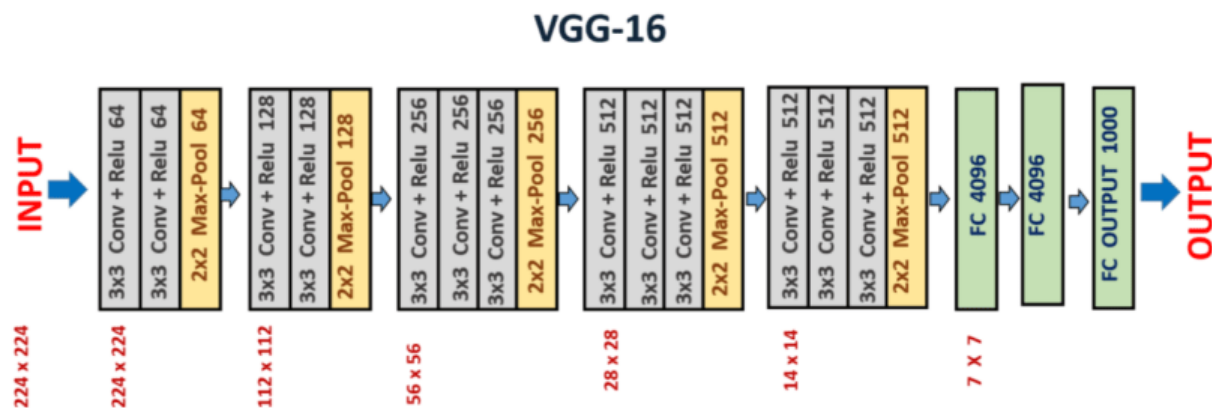 VGG-16
INPUT
3x3 Conv + Relu 64
3x3 Conv + Relu 64
2x2 Max-Pool 64
3x3 Conv + Relu 128
3x3 Conv + Relu 128
2x2 Max-Pool 128
3x3 Conv + Relu 256
3x3 Conv + Relu 256
3x3 Conv + Relu 256
2x2 Max-Pool 256
3x3 Conv + Relu 512
3x3 Conv + Relu 512
3x3 Conv + Relu 512
2x2 Max-Pool 512
3x3 Conv + Relu 512
3x3 Conv + Relu 512
3x3 Conv + Relu 512
2x2 Max-Pool 512
FC 4096
FC 4096
FC OUTPUT 1000
OUTPUT
224 x 224
224 x 224
112 x 112
56 x 56
28 x 28
14 x 14
7 X 7